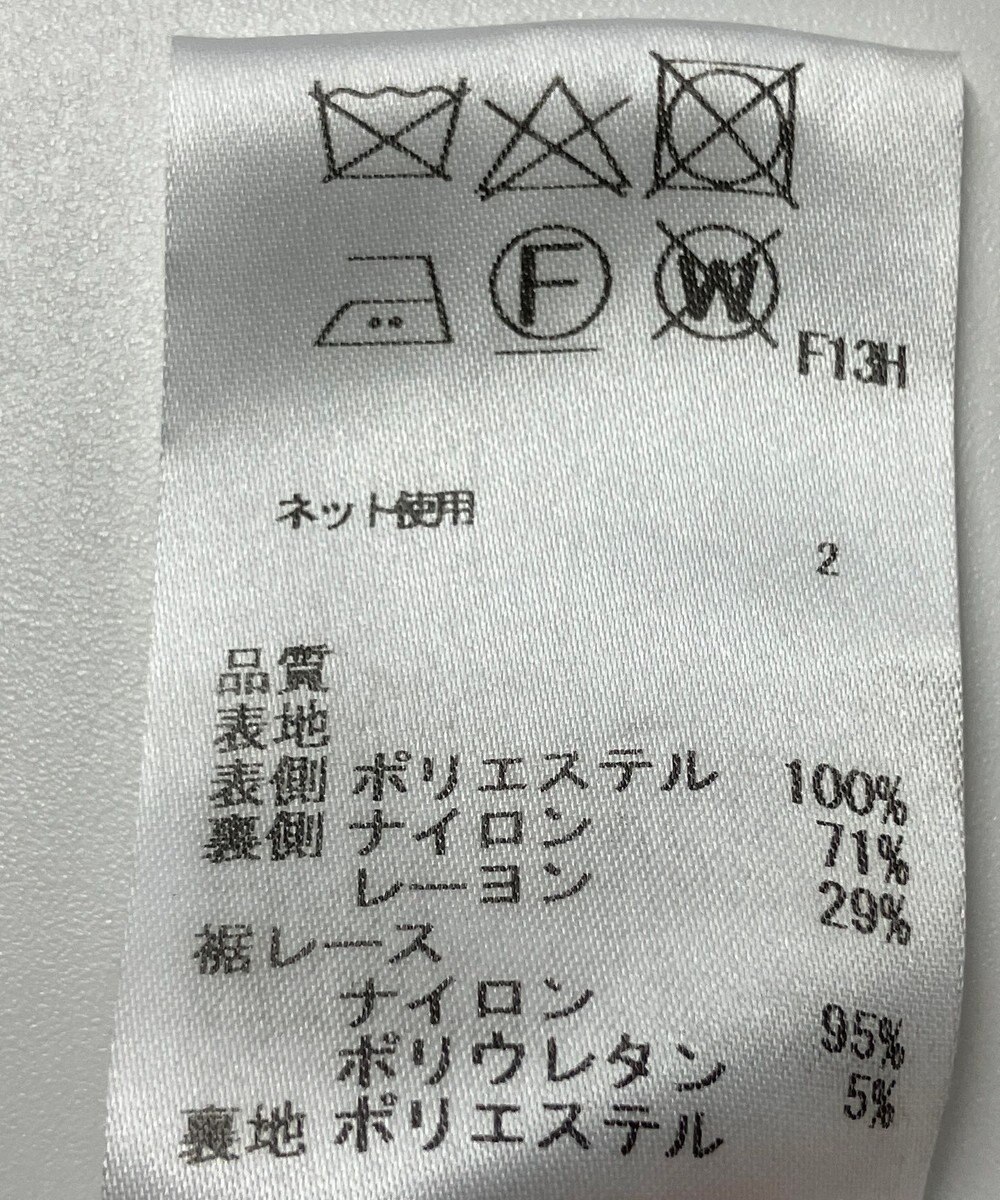 F
W
F13H
ネット使用
2
品質
表地
表側 ポリエステル 100%
裏側 ナイロン 71%
レーヨン 29%
裾レース
ナイロン 95%
ポリウレタン 5%
裏地 ポリエステル